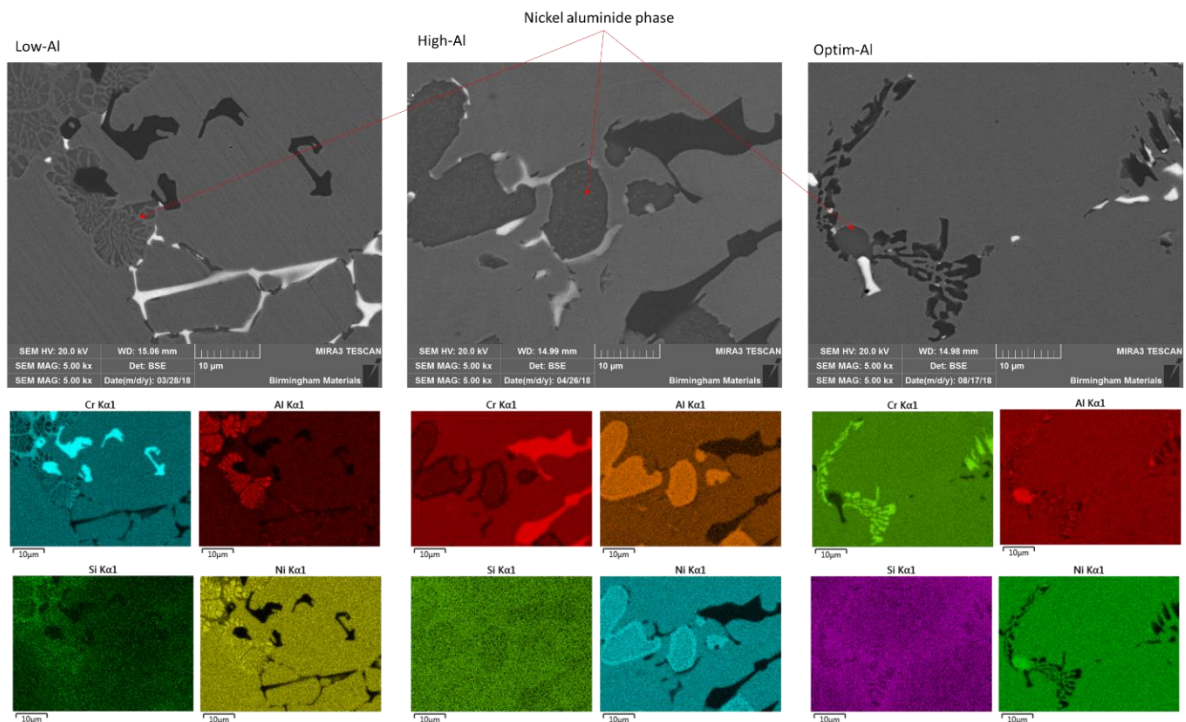 Nickel aluminide phase
Low-Al
High-Al
Optim-Al
SEM HV: 20.0 kV WD: 15.06 mm MIRA3 TESCAN
SEM MAG: 5.00 kx Det: BSE 10 μm
SEM MAG: 5.00 kx Date(m/d/y): 03/28/18 Birmingham Materials
SEM HV: 20.0 kV WD: 14.99 mm MIRA3 TESCAN
SEM MAG: 5.00 kx Det: BSE 10 μm
SEM MAG: 5.00 kx Date(m/d/y): 04/26/18 Birmingham Materials
SEM HV: 20.0 kV WD: 14.98 mm MIRA3 TESCAN
SEM MAG: 5.00 kx Det: BSE 10 μm
SEM MAG: 5.00 kx Date(m/d/y): 08/17/18 Birmingham Materials
Cr Kα1 Al Kα1 Cr Kα1 Al Kα1 Cr Kα1 Al Kα1
10μm 10μm 10μm 10μm 10μm 10μm
Si Kα1 Ni Kα1 Si Kα1 Ni Kα1 Si Kα1 Ni Kα1
10μm 10μm 10μm 10μm 10μm 10μm